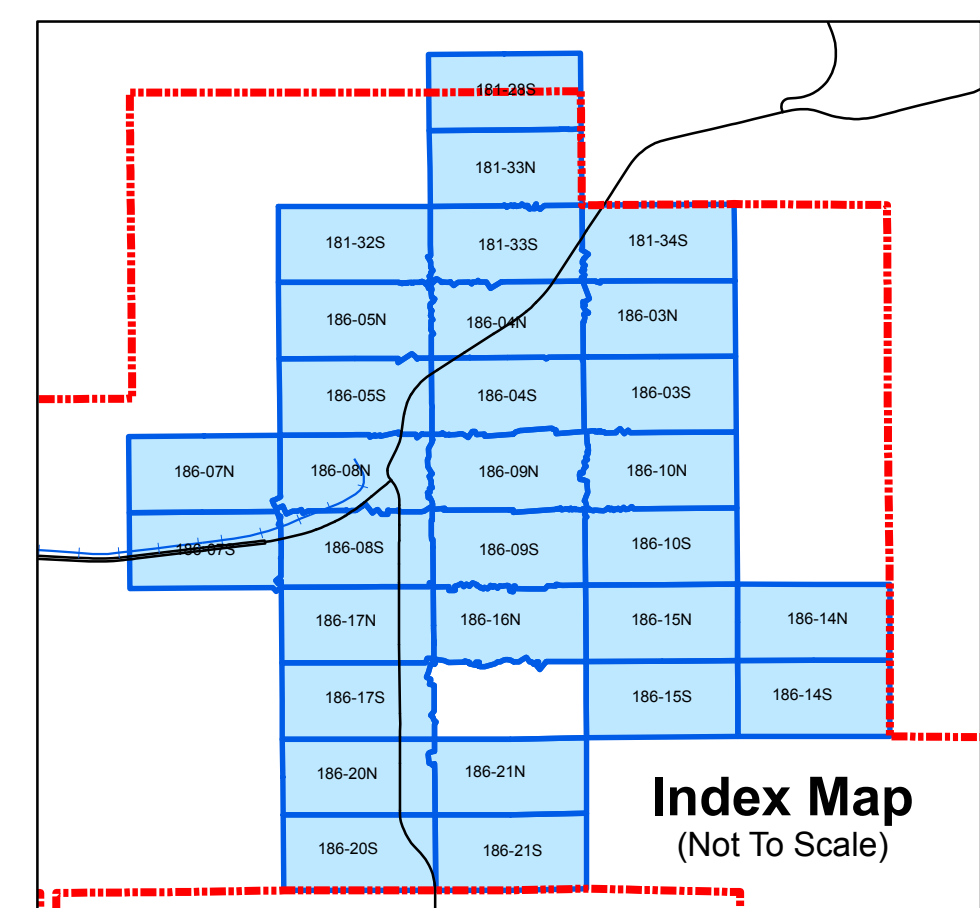 181-28S
181-33N
181-32S
181-33S
181-34S
186-05N
186-04N
186-03N
186-05S
186-04S
186-03S
186-07N
186-08N
186-09N
186-10N
186-07S
186-08S
186-09S
186-10S
186-17N
186-16N
186-15N
186-14N
186-17S
186-15S
186-14S
186-20N
186-21N
186-20S
186-21S
Index Map
(Not To Scale)